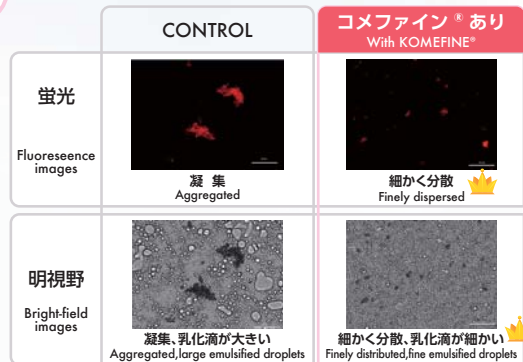 CONTROL
コメファイン®あり
With KOMEFINE®
蛍光
Fluoreseence
images
凝 集
Aggregated
細かく分散
Finely dispersed
明視野
Bright-field
images
凝集、乳化滴が大きい
Aggregated,large emulsified droplets
細かく分散、乳化滴が細かい
Finely distributed,fine emulsified droplets